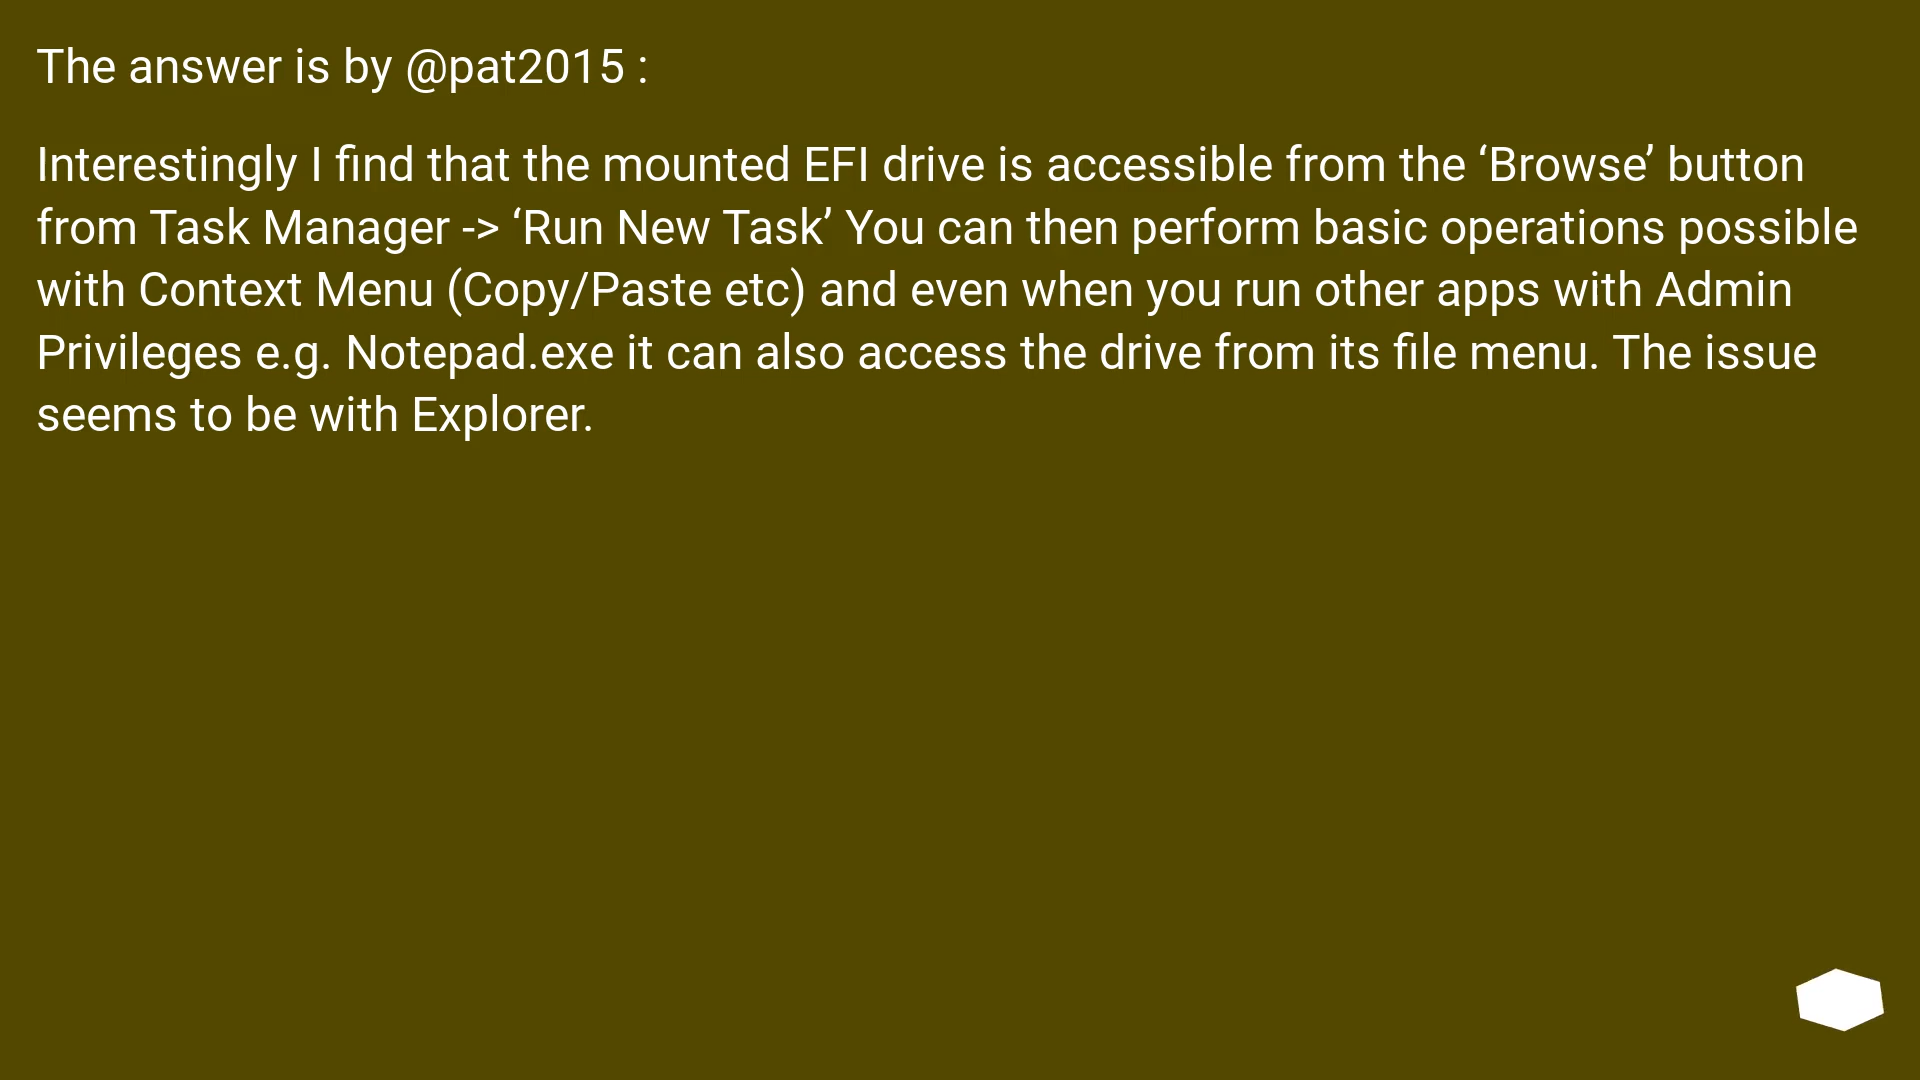 The answer is by @pat2015 :
Interestingly I find that the mounted EFI drive is accessible from the ‘Browse’ button
from Task Manager -> ‘Run New Task’ You can then perform basic operations possible
with Context Menu (Copy/Paste etc) and even when you run other apps with Admin
Privileges e.g. Notepad.exe it can also access the drive from its file menu. The issue
seems to be with Explorer.